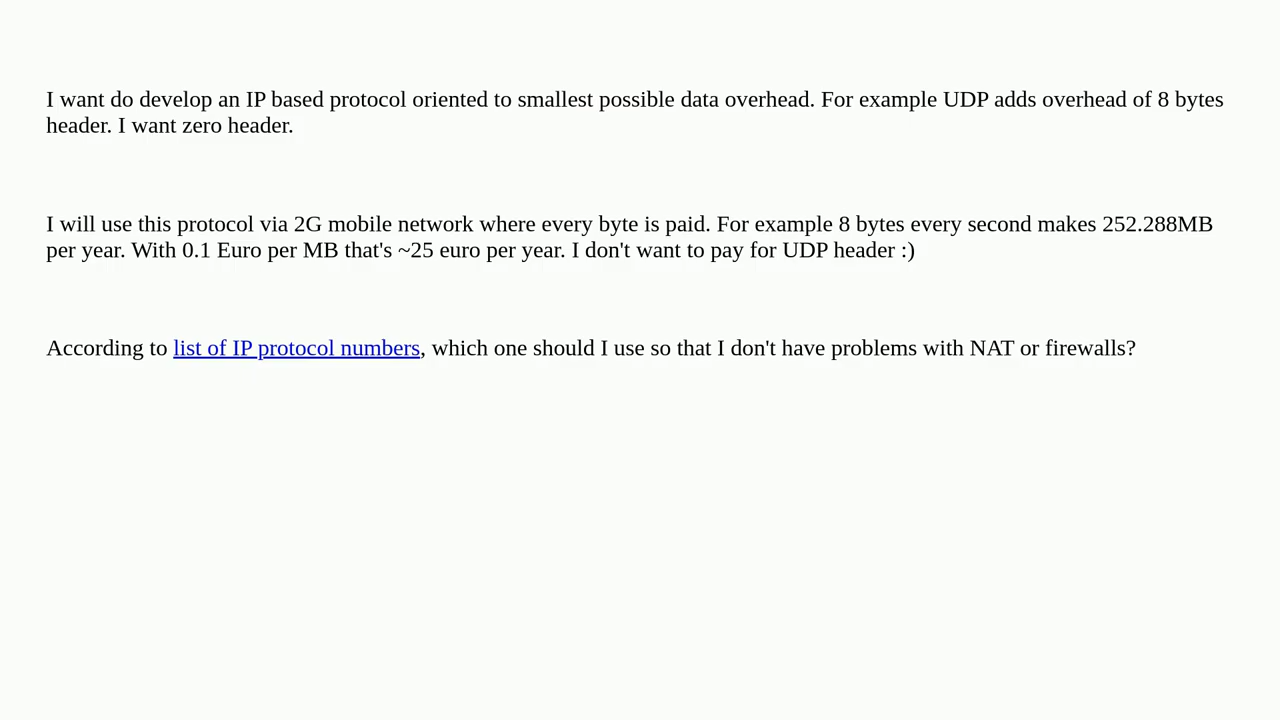 I want do develop an IP based protocol oriented to smallest possible data overhead. For example UDP adds overhead of 8 bytes
header. I want zero header.
I will use this protocol via 2G mobile network where every byte is paid. For example 8 bytes every second makes 252.288MB
per year. With 0.1 Euro per MB that's ~25 euro per year. I don't want to pay for UDP header :)
According to list of IP protocol numbers, which one should I use so that I don't have problems with NAT or firewalls?